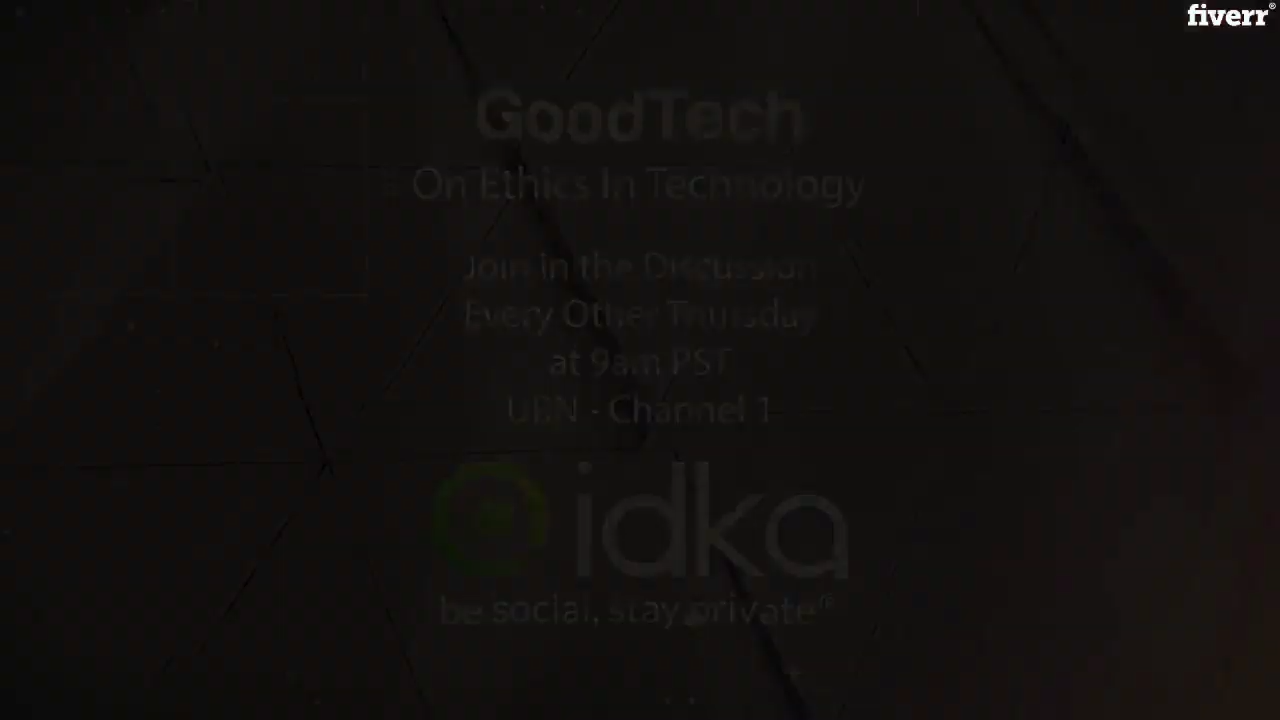 fiverr®
GoodTech
On Ethics In Technology
Join in the Discussion
Every Other Thursday
at 9am PST
UBN - Channel 1
idka
be social, stay private®